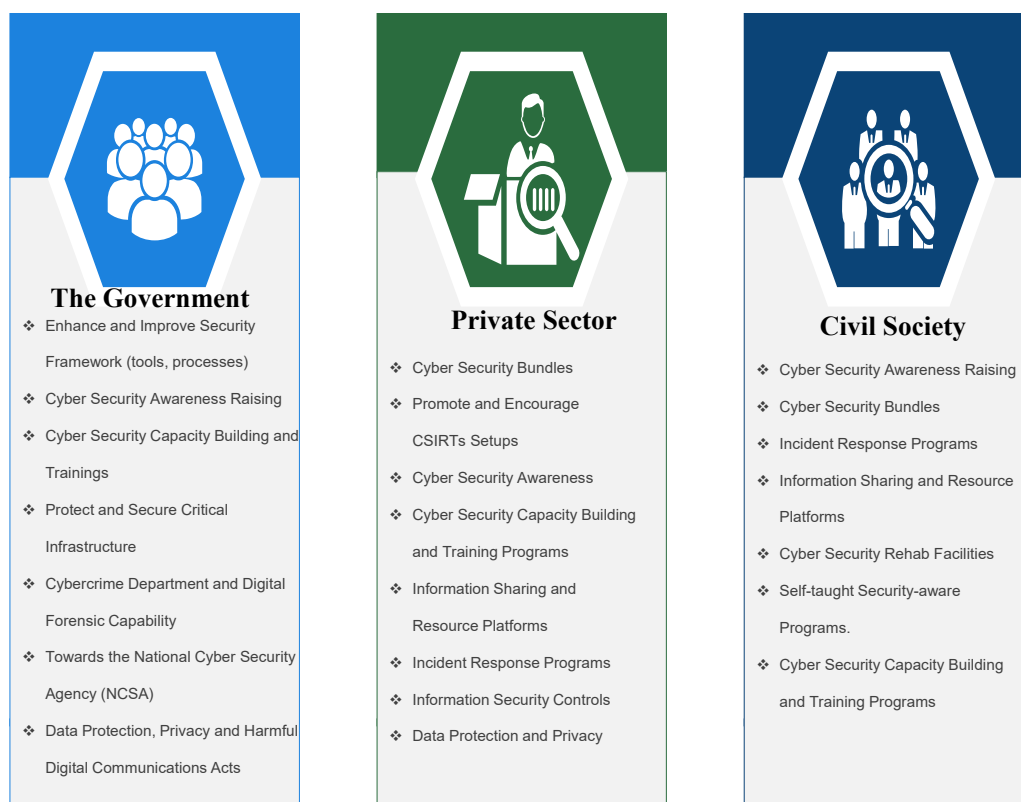 The Government
❖ Enhance and Improve Security
Framework (tools, processes)
❖ Cyber Security Awareness Raising
❖ Cyber Security Capacity Building and
Trainings
❖ Protect and Secure Critical
Infrastructure
❖ Cybercrime Department and Digital
Forensic Capability
❖ Towards the National Cyber Security
Agency (NCSA)
❖ Data Protection, Privacy and Harmful
Digital Communications Acts
Private Sector
❖ Cyber Security Bundles
❖ Promote and Encourage
CSIRTs Setups
❖ Cyber Security Awareness
❖ Cyber Security Capacity Building
and Training Programs
❖ Information Sharing and
Resource Platforms
❖ Incident Response Programs
❖ Information Security Controls
❖ Data Protection and Privacy
Civil Society
❖ Cyber Security Awareness Raising
❖ Cyber Security Bundles
❖ Incident Response Programs
❖ Information Sharing and Resource
Platforms
❖ Cyber Security Rehab Facilities
❖ Self-taught Security-aware
Programs.
❖ Cyber Security Capacity Building
and Training Programs